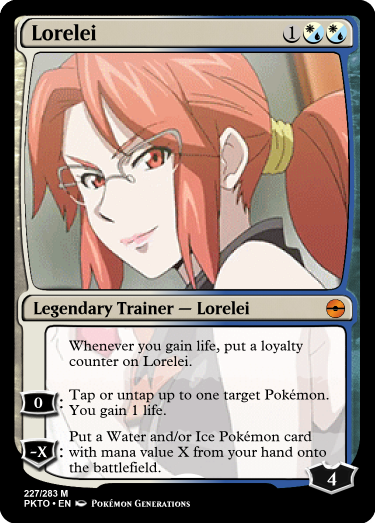 Lorelei 1
Legendary Trainer — Lorelei
Whenever you gain life, put a loyalty
counter on Lorelei.
0 : Tap or untap up to one target Pokémon.
You gain 1 life.
-X : Put a Water and/or Ice Pokémon card
with mana value X from your hand onto
the battlefield.
4
227/283 M
PKTO • EN Pokémon Generations